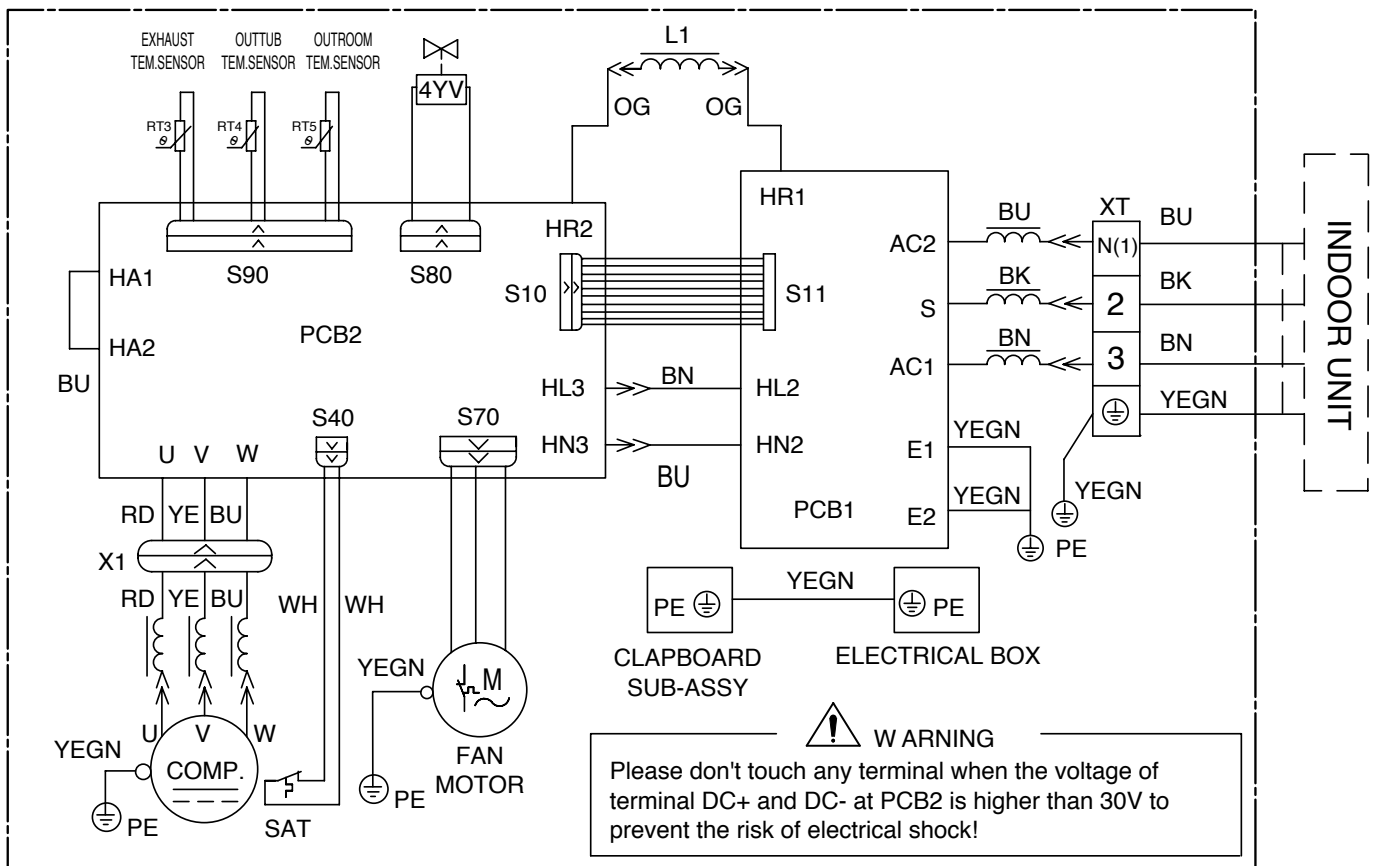 EXHAUST
TEM.SENSOR
OUTTUB
TEM.SENSOR
OUTROOM
TEM.SENSOR
RT3
θ
RT4
θ
RT5
θ
4YV
L1
OG
OG
S90
S80
HR2
HR1
HA1
HA2
BU
PCB2
S10
S11
HL3
BN
HL2
HN3
BU
HN2
AC2
BU
XT
N(1)
BU
S
BK
2
BK
AC1
BN
3
BN
YEGN
INDOOR UNIT
E1
YEGN
E2
YEGN
PCB1
PE
YEGN
U
V
W
S40
S70
RD
YE
BU
X1
RD
YE
BU
WH
WH
U
V
W
YEGN
COMP.
PE
SAT
YEGN
PE
M
FAN
MOTOR
PE
YEGN
PE
CLAPBOARD
SUB-ASSY
ELECTRICAL BOX
W ARNING
Please don't touch any terminal when the voltage of
terminal DC+ and DC- at PCB2 is higher than 30V to
prevent the risk of electrical shock!